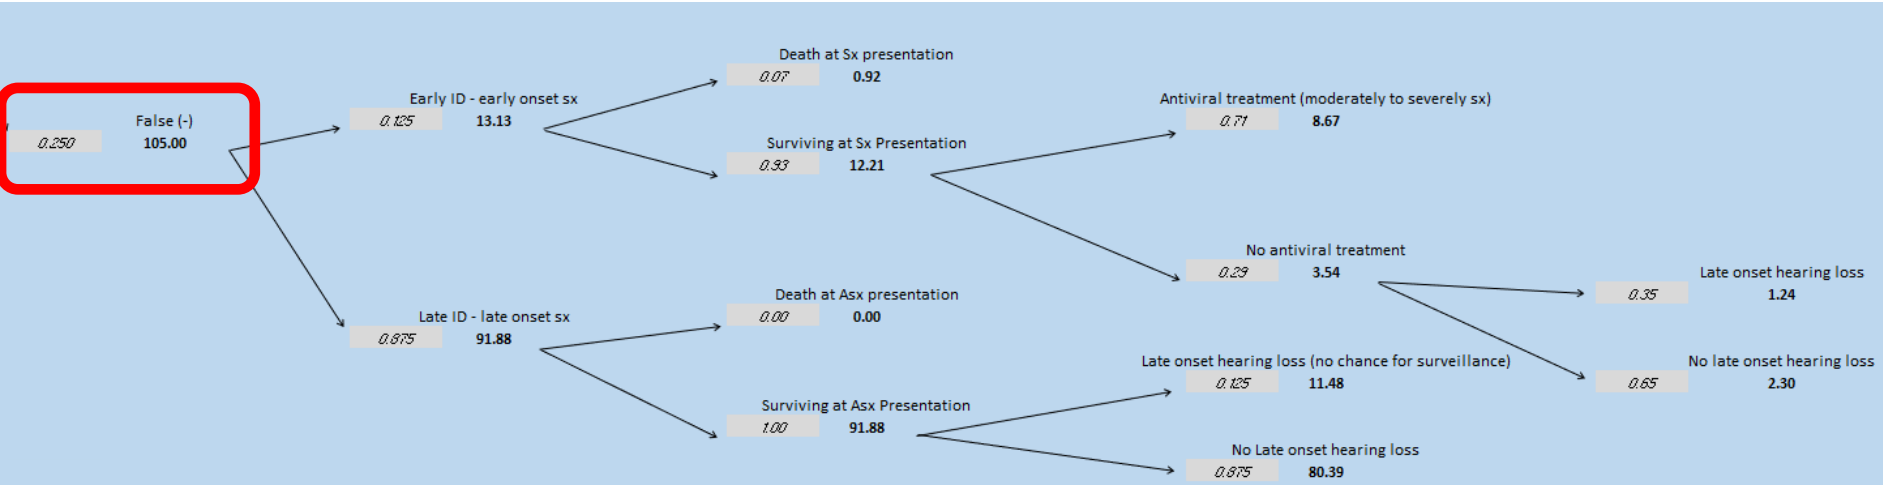 Death at Sx presentation
0.07 0.92
Early ID - early onset sx
0.125 13.13
Antiviral treatment (moderately to severely sx)
0.71 8.67
False (-)
0.250 105.00
Surviving at Sx Presentation
0.93 12.21
No antiviral treatment
0.29 3.54
Late onset hearing loss
0.35 1.24
Death at Asx presentation
0.00 0.00
Late ID - late onset sx
0.875 91.88
Late onset hearing loss (no chance for surveillance)
0.125 11.48
No late onset hearing loss
0.65 2.30
Surviving at Asx Presentation
1.00 91.88
No Late onset hearing loss
0.875 80.39